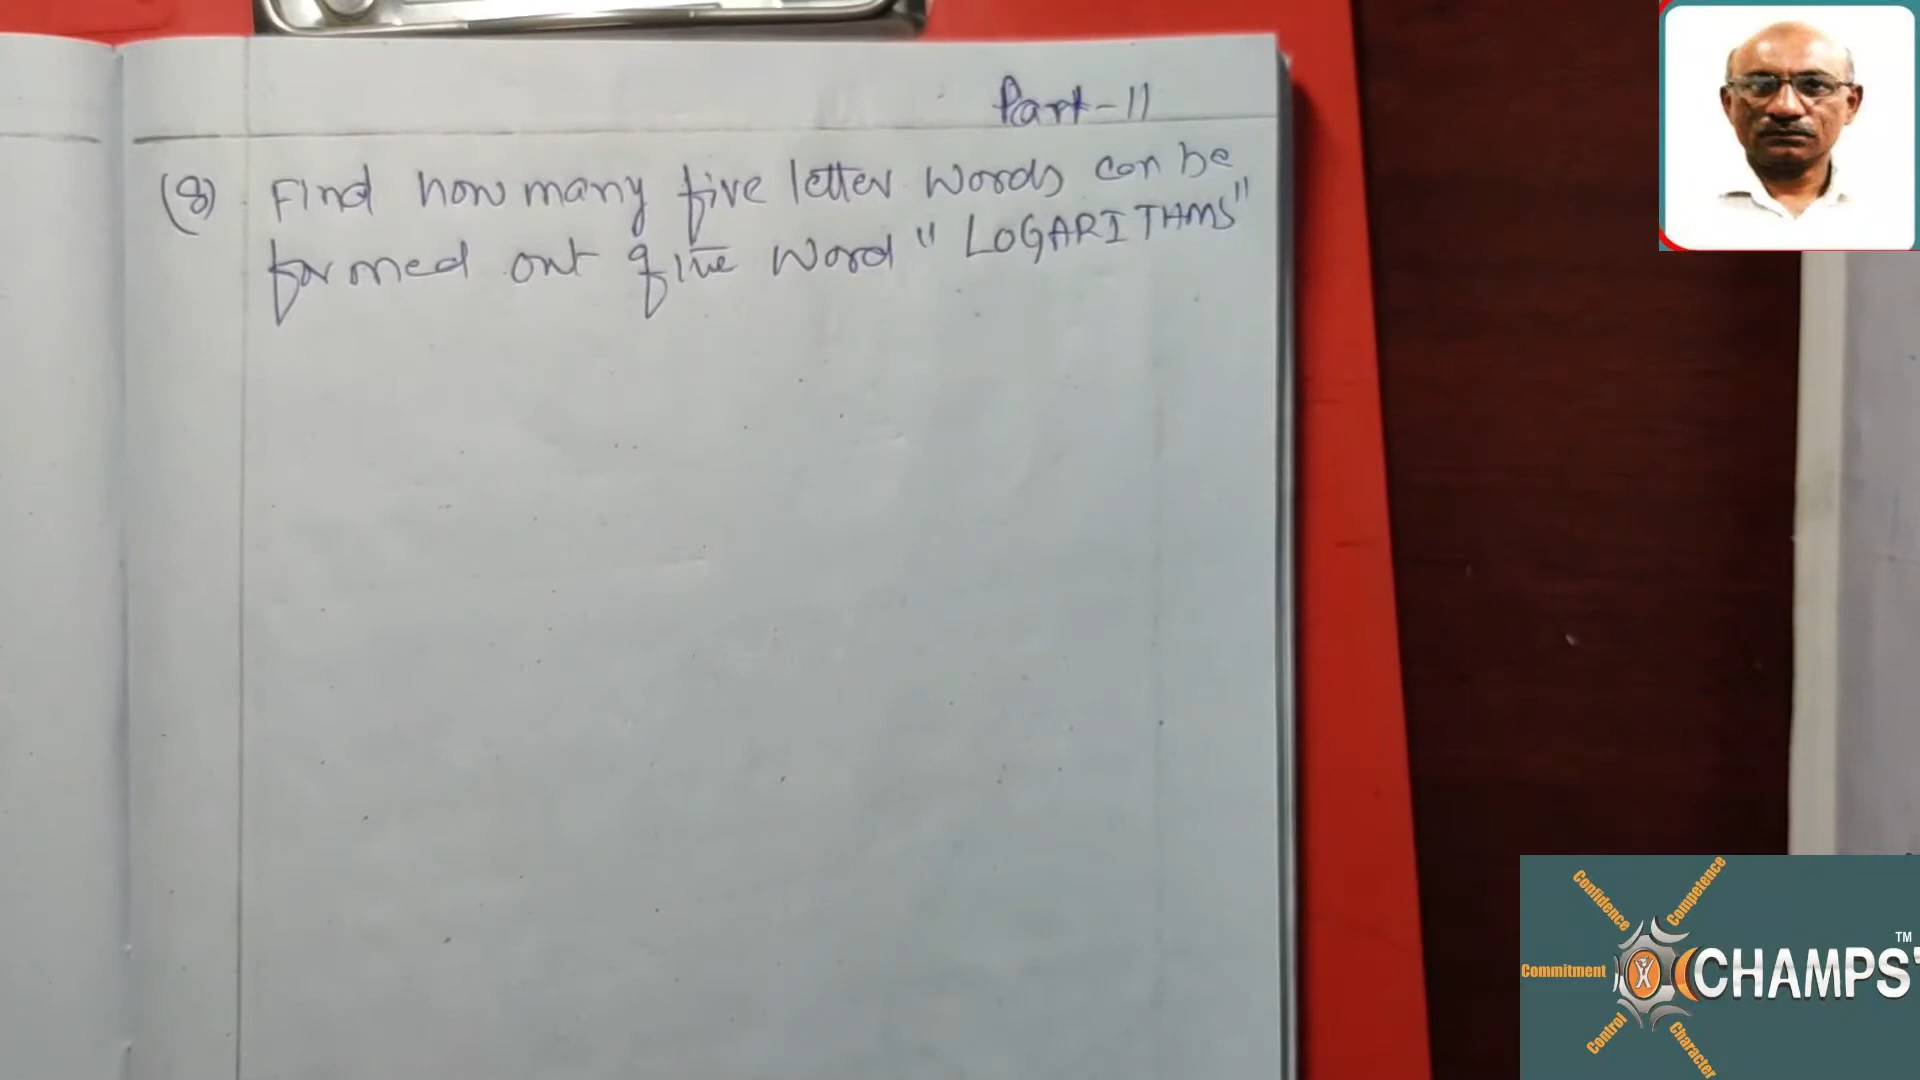 Part-11
(8) Find how many five letter words can be
formed out of the word "LOGARITHMS"
Confidence
Competence
Commitment
CHAMPS
TM
Control
Character